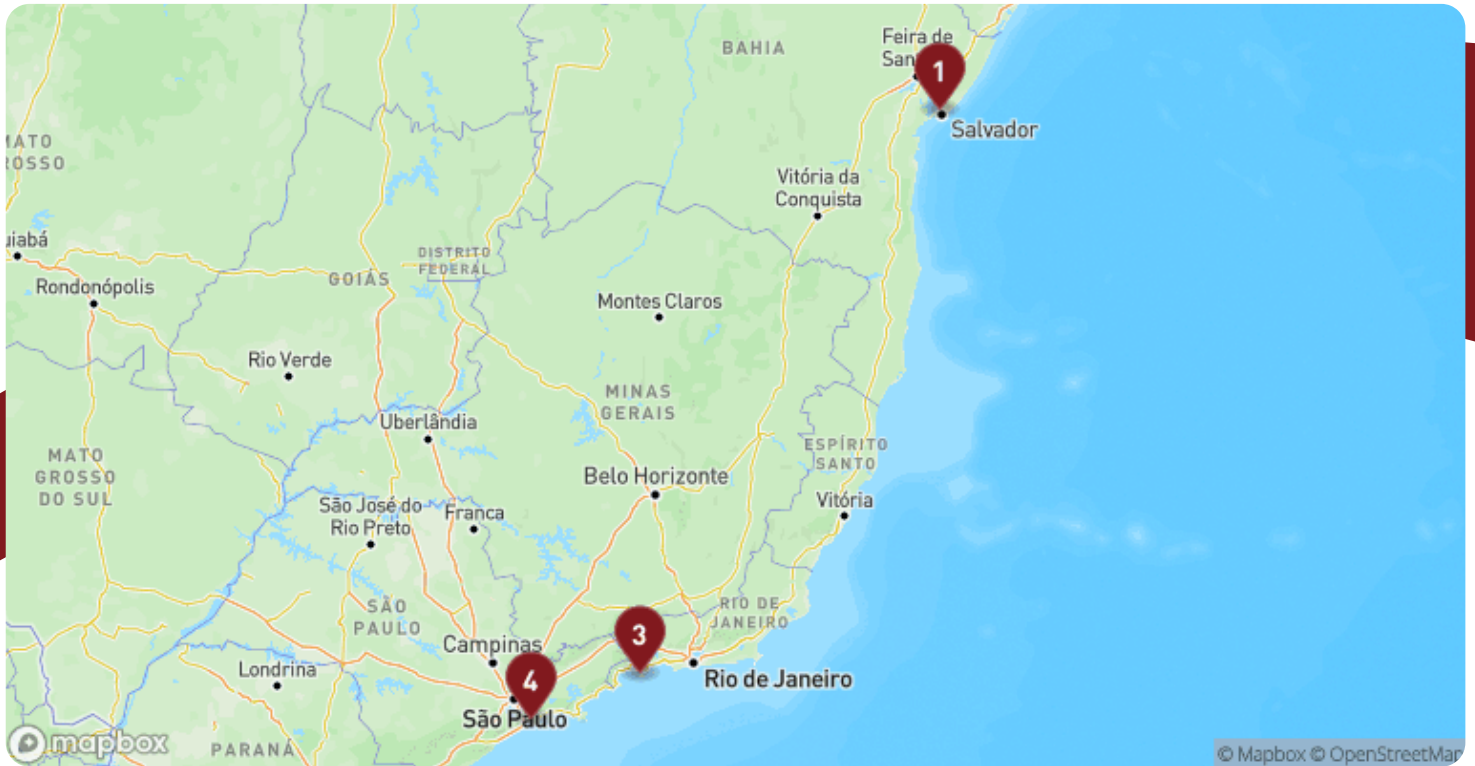 Feira de
San
1
BAHIA
Salvador
MATO
ROSSO
Vitória da
Conquista
uiabá
DISTRITO
FEDERAL
GOIÁS
Rondonópolis
Montes Claros
Rio Verde
MINAS
GERAIS
Uberlândia
ESPÍRITO
SANTO
MATO
GROSSO
DO SUL
Belo Horizonte
Vitória
São José do
Rio Preto
Franca
SÃO
PAULO
RIO DE
JANEIRO
3
Campinas
Londrina
4
Rio de Janeiro
São Paulo
PARANÁ
mapbox
© Mapbox © OpenStreetMap